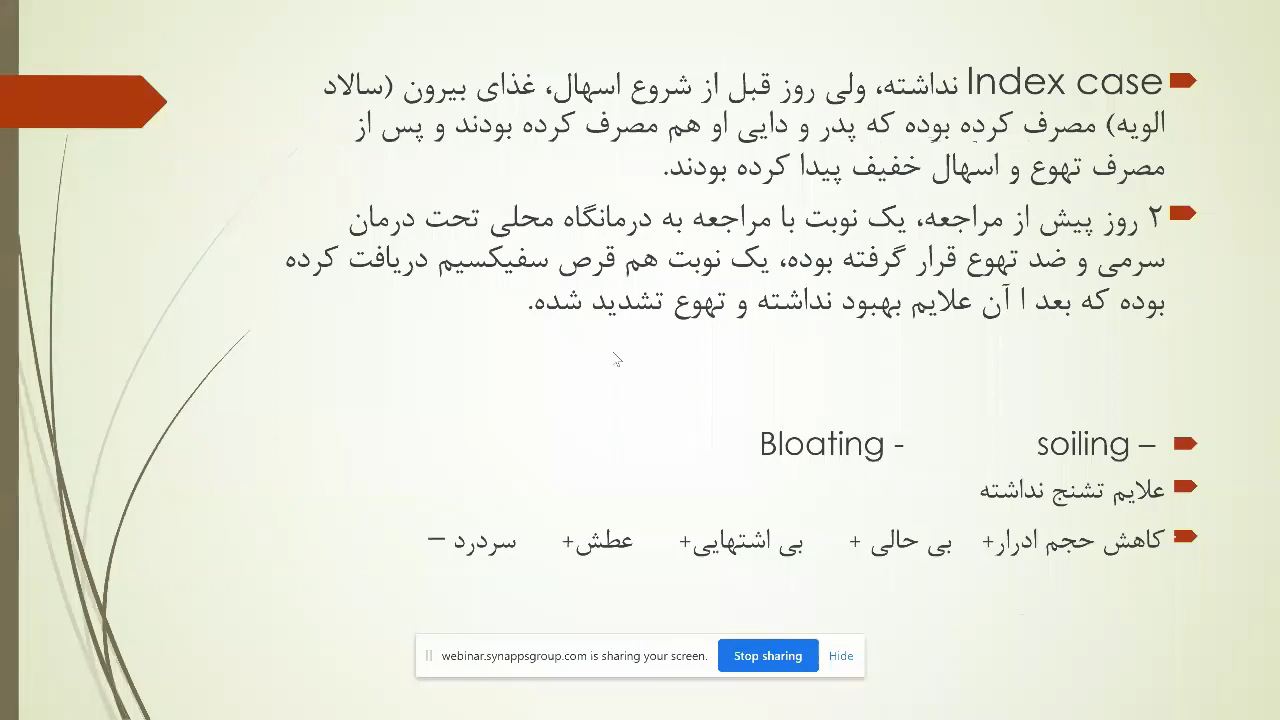 Index case نداشته، ولی روز قبل از شروع اسهال، غذای بیرون (سالاد
الویه) مصرف کرده بوده که پدر و دایی او هم مصرف کرده بودند و پس از
مصرف تهوع و اسهال خفیف پیدا کرده بودند.
۲ روز پیش از مراجعه، یک نوبت با مراجعه به درمانگاه محلی تحت درمان
سرمی و ضد تهوع قرار گرفته بوده، یک نوبت هم قرص سفیکسیم دریافت کرده
بوده که بعد ا آن علایم بهبود نداشته و تهوع تشدید شده.
soiling – Bloating -
علایم تشنج نداشته
کاهش حجم ادرار+ بی حالی + بی اشتهایی+ عطش+ سردرد –
webinar.synappsgroup.com is sharing your screen. Stop sharing Hide